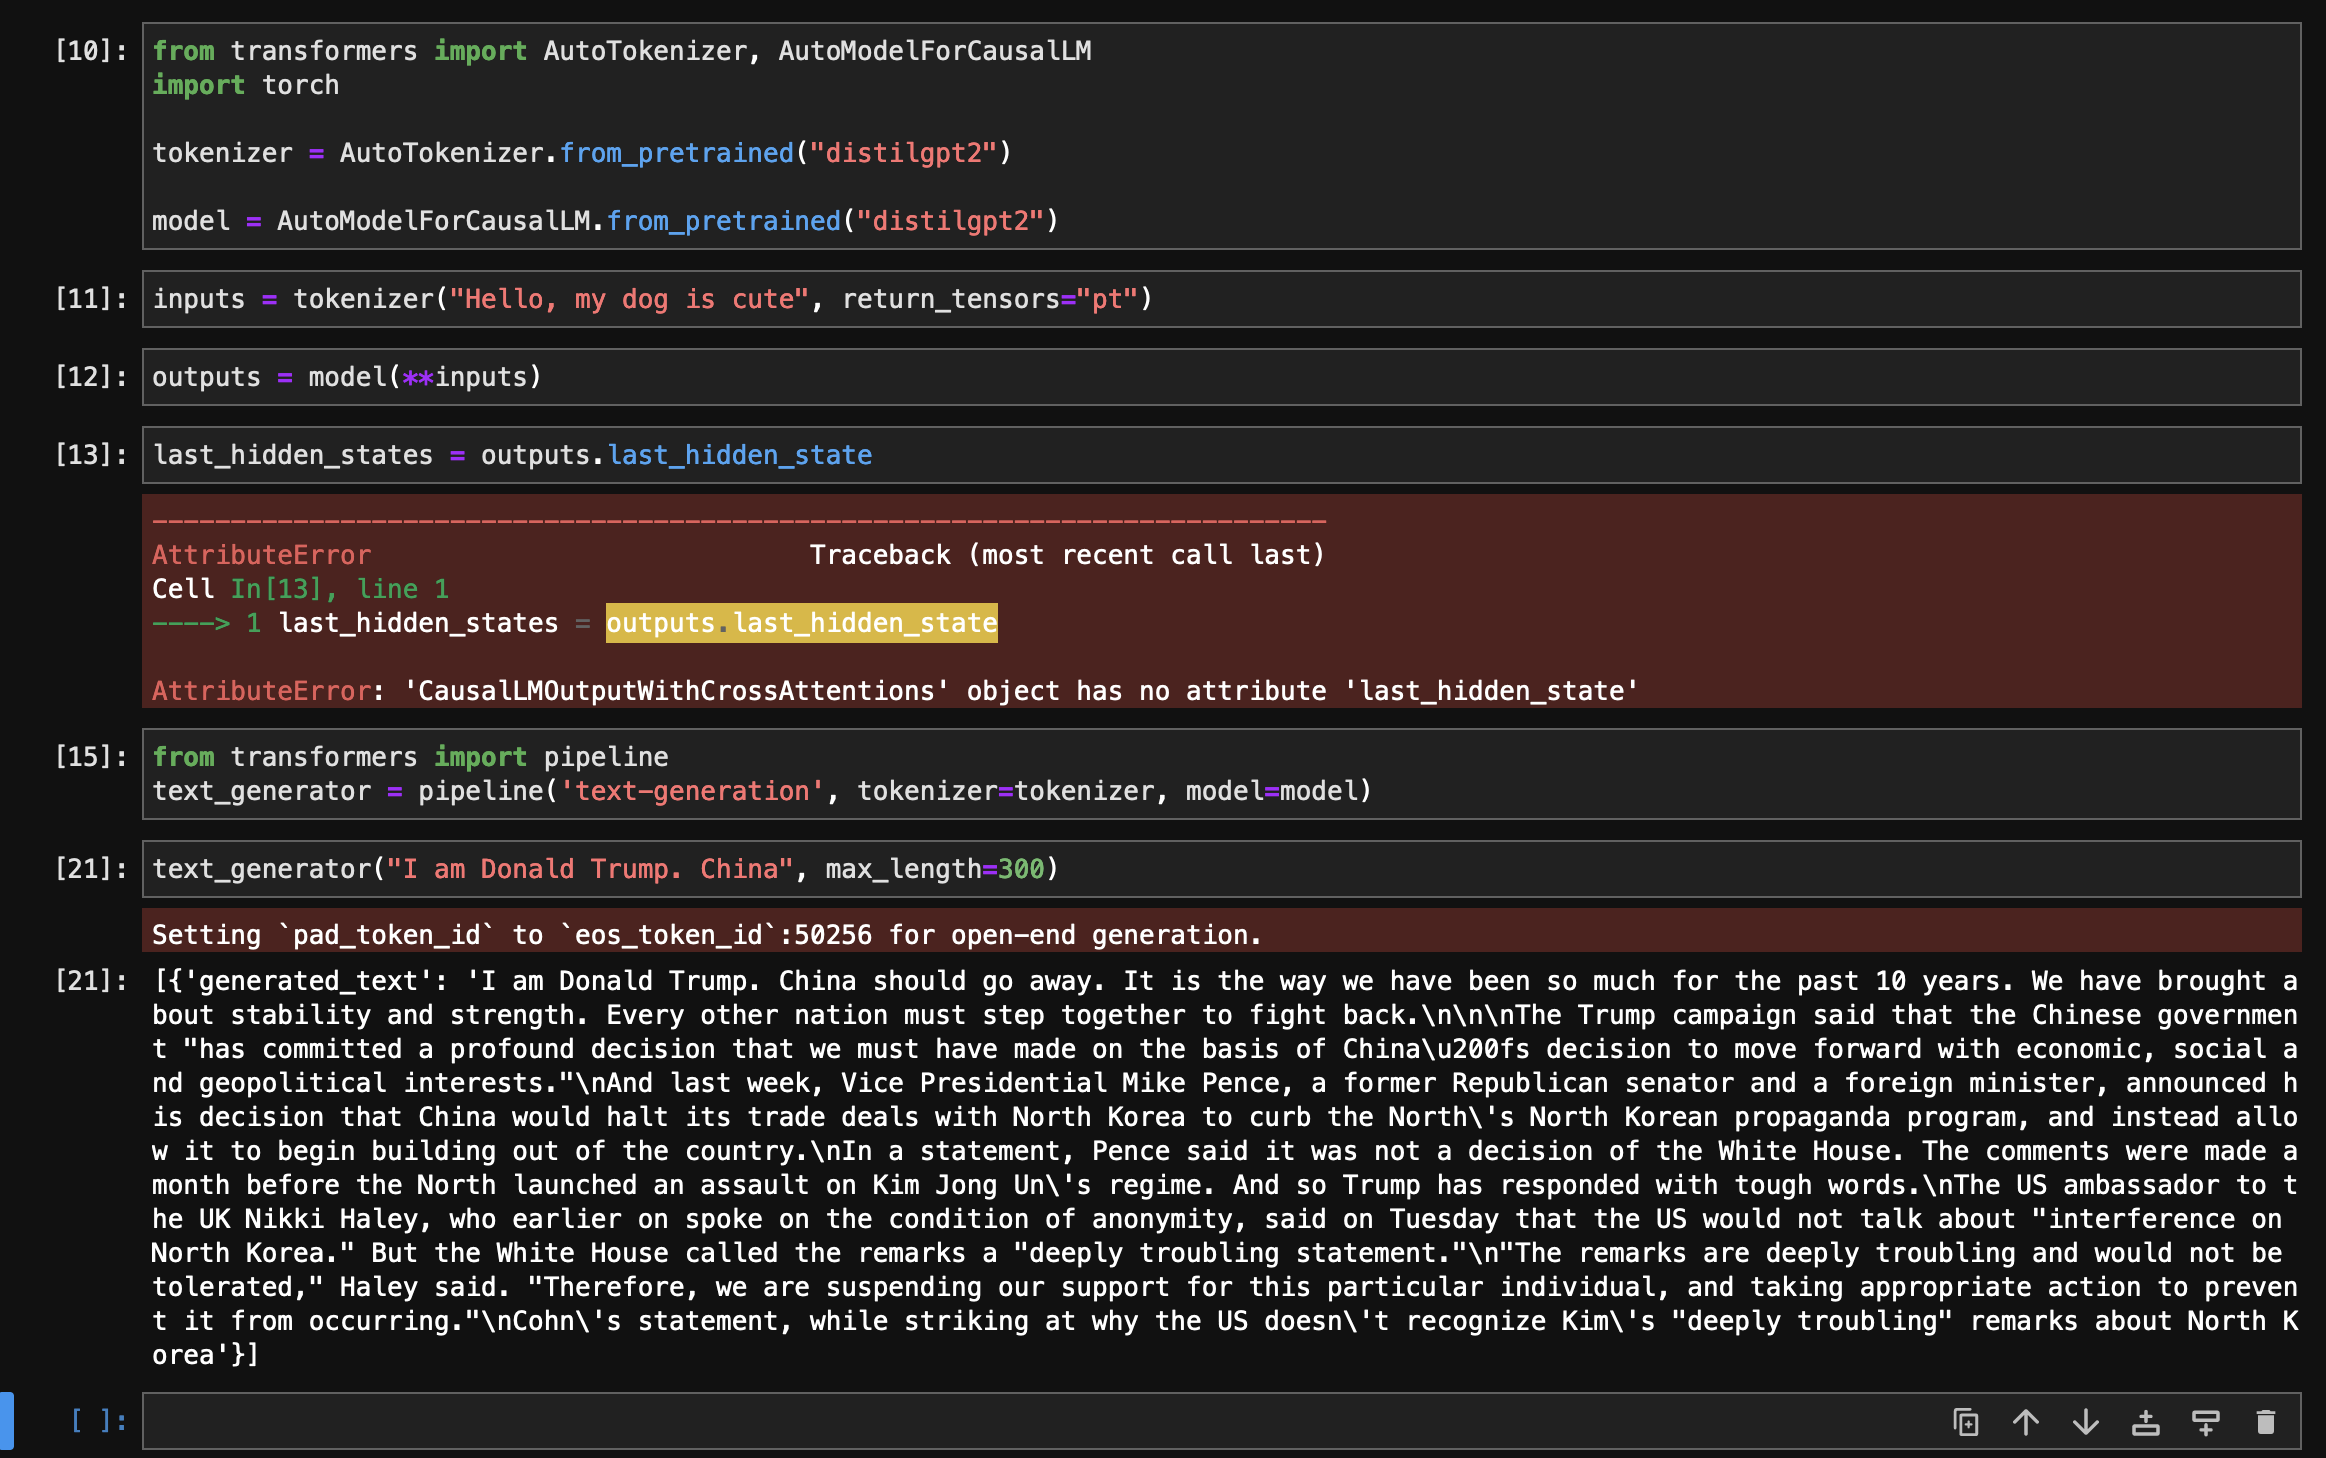 [10]: from transformers import AutoTokenizer, AutoModelForCausalLM
import torch
tokenizer = AutoTokenizer.from_pretrained("distilgpt2")
model = AutoModelForCausalLM.from_pretrained("distilgpt2")
[11]: inputs = tokenizer("Hello, my dog is cute", return_tensors="pt")
[12]: outputs = model(**inputs)
[13]: last_hidden_states = outputs.last_hidden_state
---------------------------------------------------------------------------
AttributeError                            Traceback (most recent call last)
Cell In[13], line 1
----> 1 last_hidden_states = outputs.last_hidden_state
AttributeError: 'CausalLMOutputWithCrossAttentions' object has no attribute 'last_hidden_state'
[15]: from transformers import pipeline
text_generator = pipeline('text-generation', tokenizer=tokenizer, model=model)
[21]: text_generator("I am Donald Trump. China", max_length=300)
Setting `pad_token_id` to `eos_token_id`:50256 for open-end generation.
[21]: [{'generated_text': 'I am Donald Trump. China should go away. It is the way we have been so much for the past 10 years. We have brought a
bout stability and strength. Every other nation must step together to fight back.\n\n\nThe Trump campaign said that the Chinese governmen
t "has committed a profound decision that we must have made on the basis of China\u200fs decision to move forward with economic, social a
nd geopolitical interests."\nAnd last week, Vice Presidential Mike Pence, a former Republican senator and a foreign minister, announced h
is decision that China would halt its trade deals with North Korea to curb the North\'s North Korean propaganda program, and instead allo
w it to begin building out of the country.\nIn a statement, Pence said it was not a decision of the White House. The comments were made a
month before the North launched an assault on Kim Jong Un\'s regime. And so Trump has responded with tough words.\nThe US ambassador to t
he UK Nikki Haley, who earlier on spoke on the condition of anonymity, said on Tuesday that the US would not talk about "interference on
North Korea." But the White House called the remarks a "deeply troubling statement."\n"The remarks are deeply troubling and would not be
tolerated," Haley said. "Therefore, we are suspending our support for this particular individual, and taking appropriate action to preven
t it from occurring."\nCohn\'s statement, while striking at why the US doesn\'t recognize Kim\'s "deeply troubling" remarks about North K
orea'}]
[ ]: